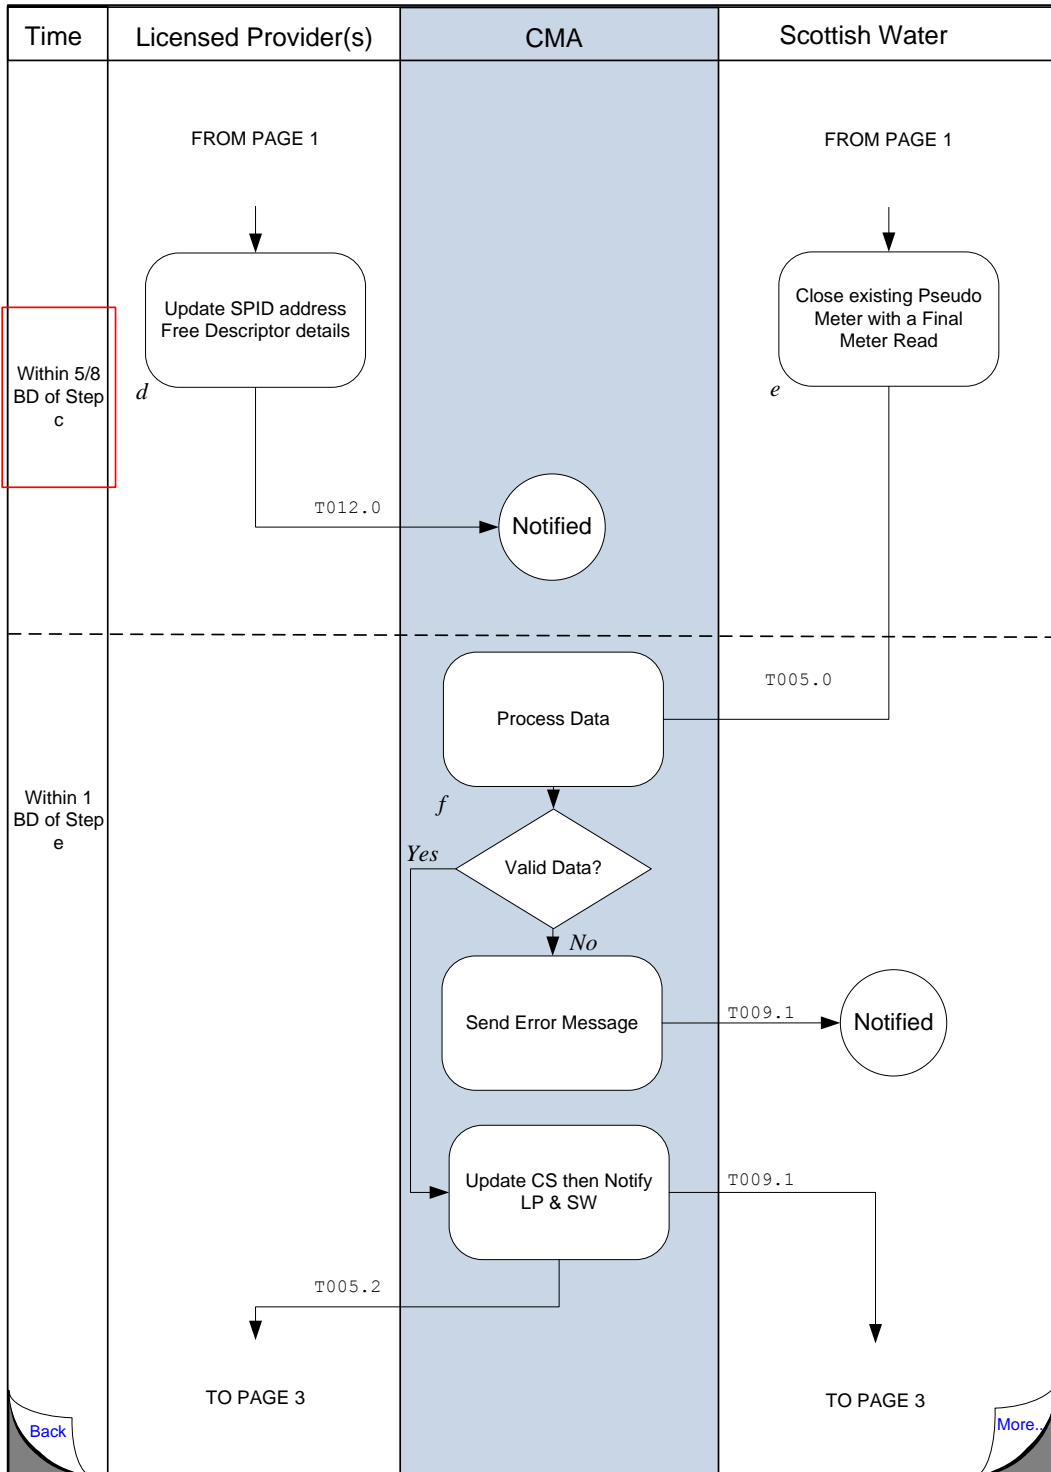 Time
Licensed Provider(s)
CMA
Scottish Water
FROM PAGE 1
FROM PAGE 1
Update SPID address
Free Descriptor details
Close existing Pseudo
Meter with a Final
Meter Read
Within 5/8
BD of Step
c
d
e
T012.0
Notified
T005.0
Process Data
Within 1
BD of Step
e
f
Yes
Valid Data?
No
Send Error Message
T009.1
Notified
Update CS then Notify
LP & SW
T009.1
T005.2
TO PAGE 3
TO PAGE 3
Back
More..